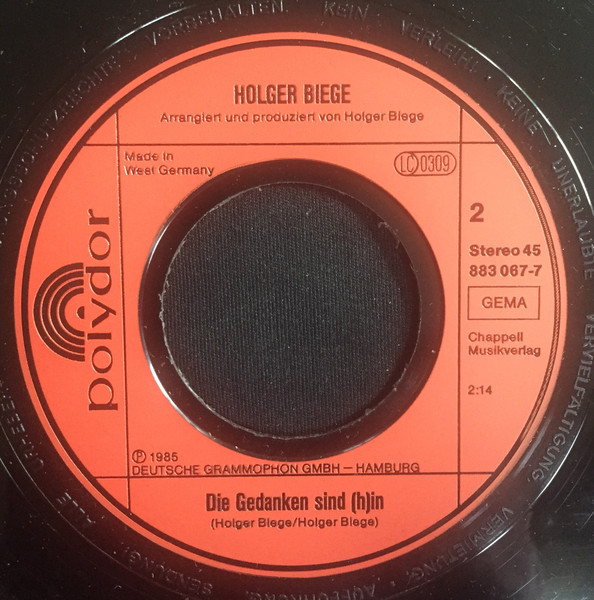 HOLGER BIEGE
Arrangiert und produziert von Holger Biege
Made in
West Germany
LC 0309
2
Stereo 45
883 067-7
GEMA
Chappell
Musikverlag
2:14
polydor
℗ 1985
DEUTSCHE GRAMMOPHON GMBH – HAMBURG
Die Gedanken sind (h)in
(Holger Biege/Holger Biege)
VORBEHALTEN · KEIN VERLEIH · KEINE UNERLAUBTE VERVIELFÄLTIGUNG, VERMIETUNG, AUFFÜHRUNG, SENDUNG · ALLE